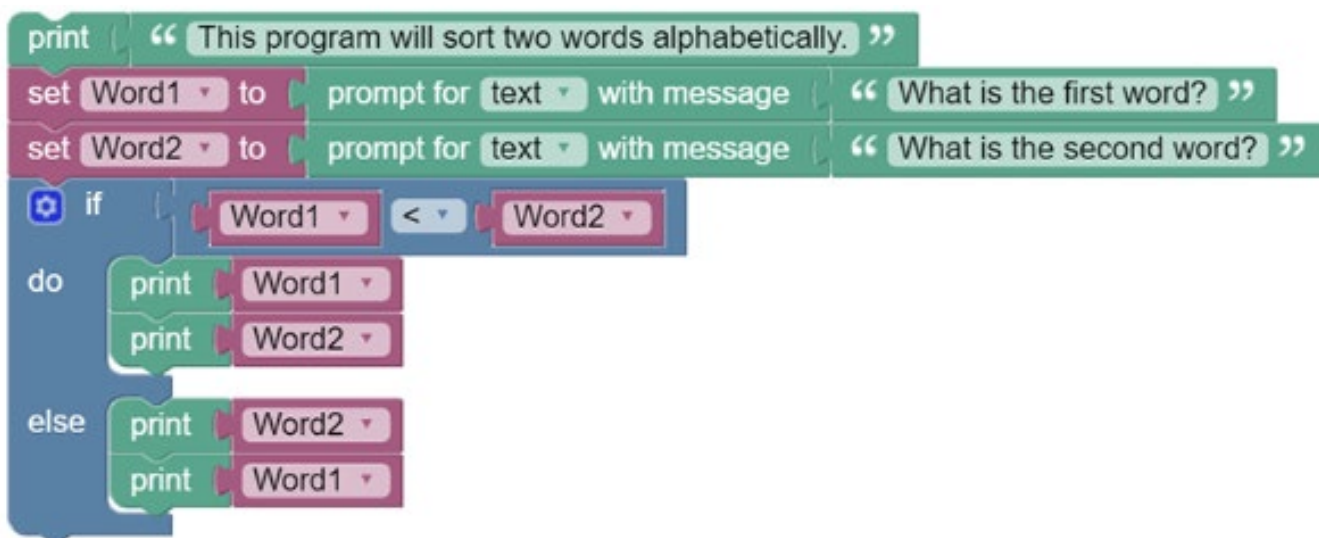 print “ This program will sort two words alphabetically. ”
set Word1 to prompt for text with message “ What is the first word? ”
set Word2 to prompt for text with message “ What is the second word? ”
if Word1 < Word2
do print Word1
print Word2
else print Word2
print Word1